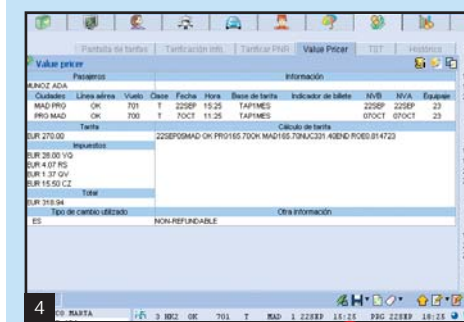 Pantalla de tarifas Tarificación info. Tarificar PNR Value Pricer TST Histórico
Value pricer
Pasajeros Información
MUNOZ ADA
Ciudades Línea aérea Vuelo Clase Fecha Hora Base de tarifa Indicador de billete NVB NVA Equipaje
MAD PRG OK 701 T 22SEP 15:25 TAP1MES 22SEP 22SEP 23
PRG MAD OK 700 T 7OCT 11:25 TAP1MES 07OCT 07OCT 23
Tarifa Cálculo de tarifa
EUR 270.00 22SEP05MAD OK PRG165.70OK MAD165.70NUC331.40END ROE0.814723
Impuestos
EUR 28.00 YQ
EUR 4.07 RS
EUR 1.37 QV
EUR 15.50 CZ
Total
EUR 318.94
Tipo de cambio utilizado Otra información
ES NON-REFUNDABLE
4
MARTA 3 HK2 OK 701 T MAD 1 22SEP 15:25 PRG 22SEP 18:25